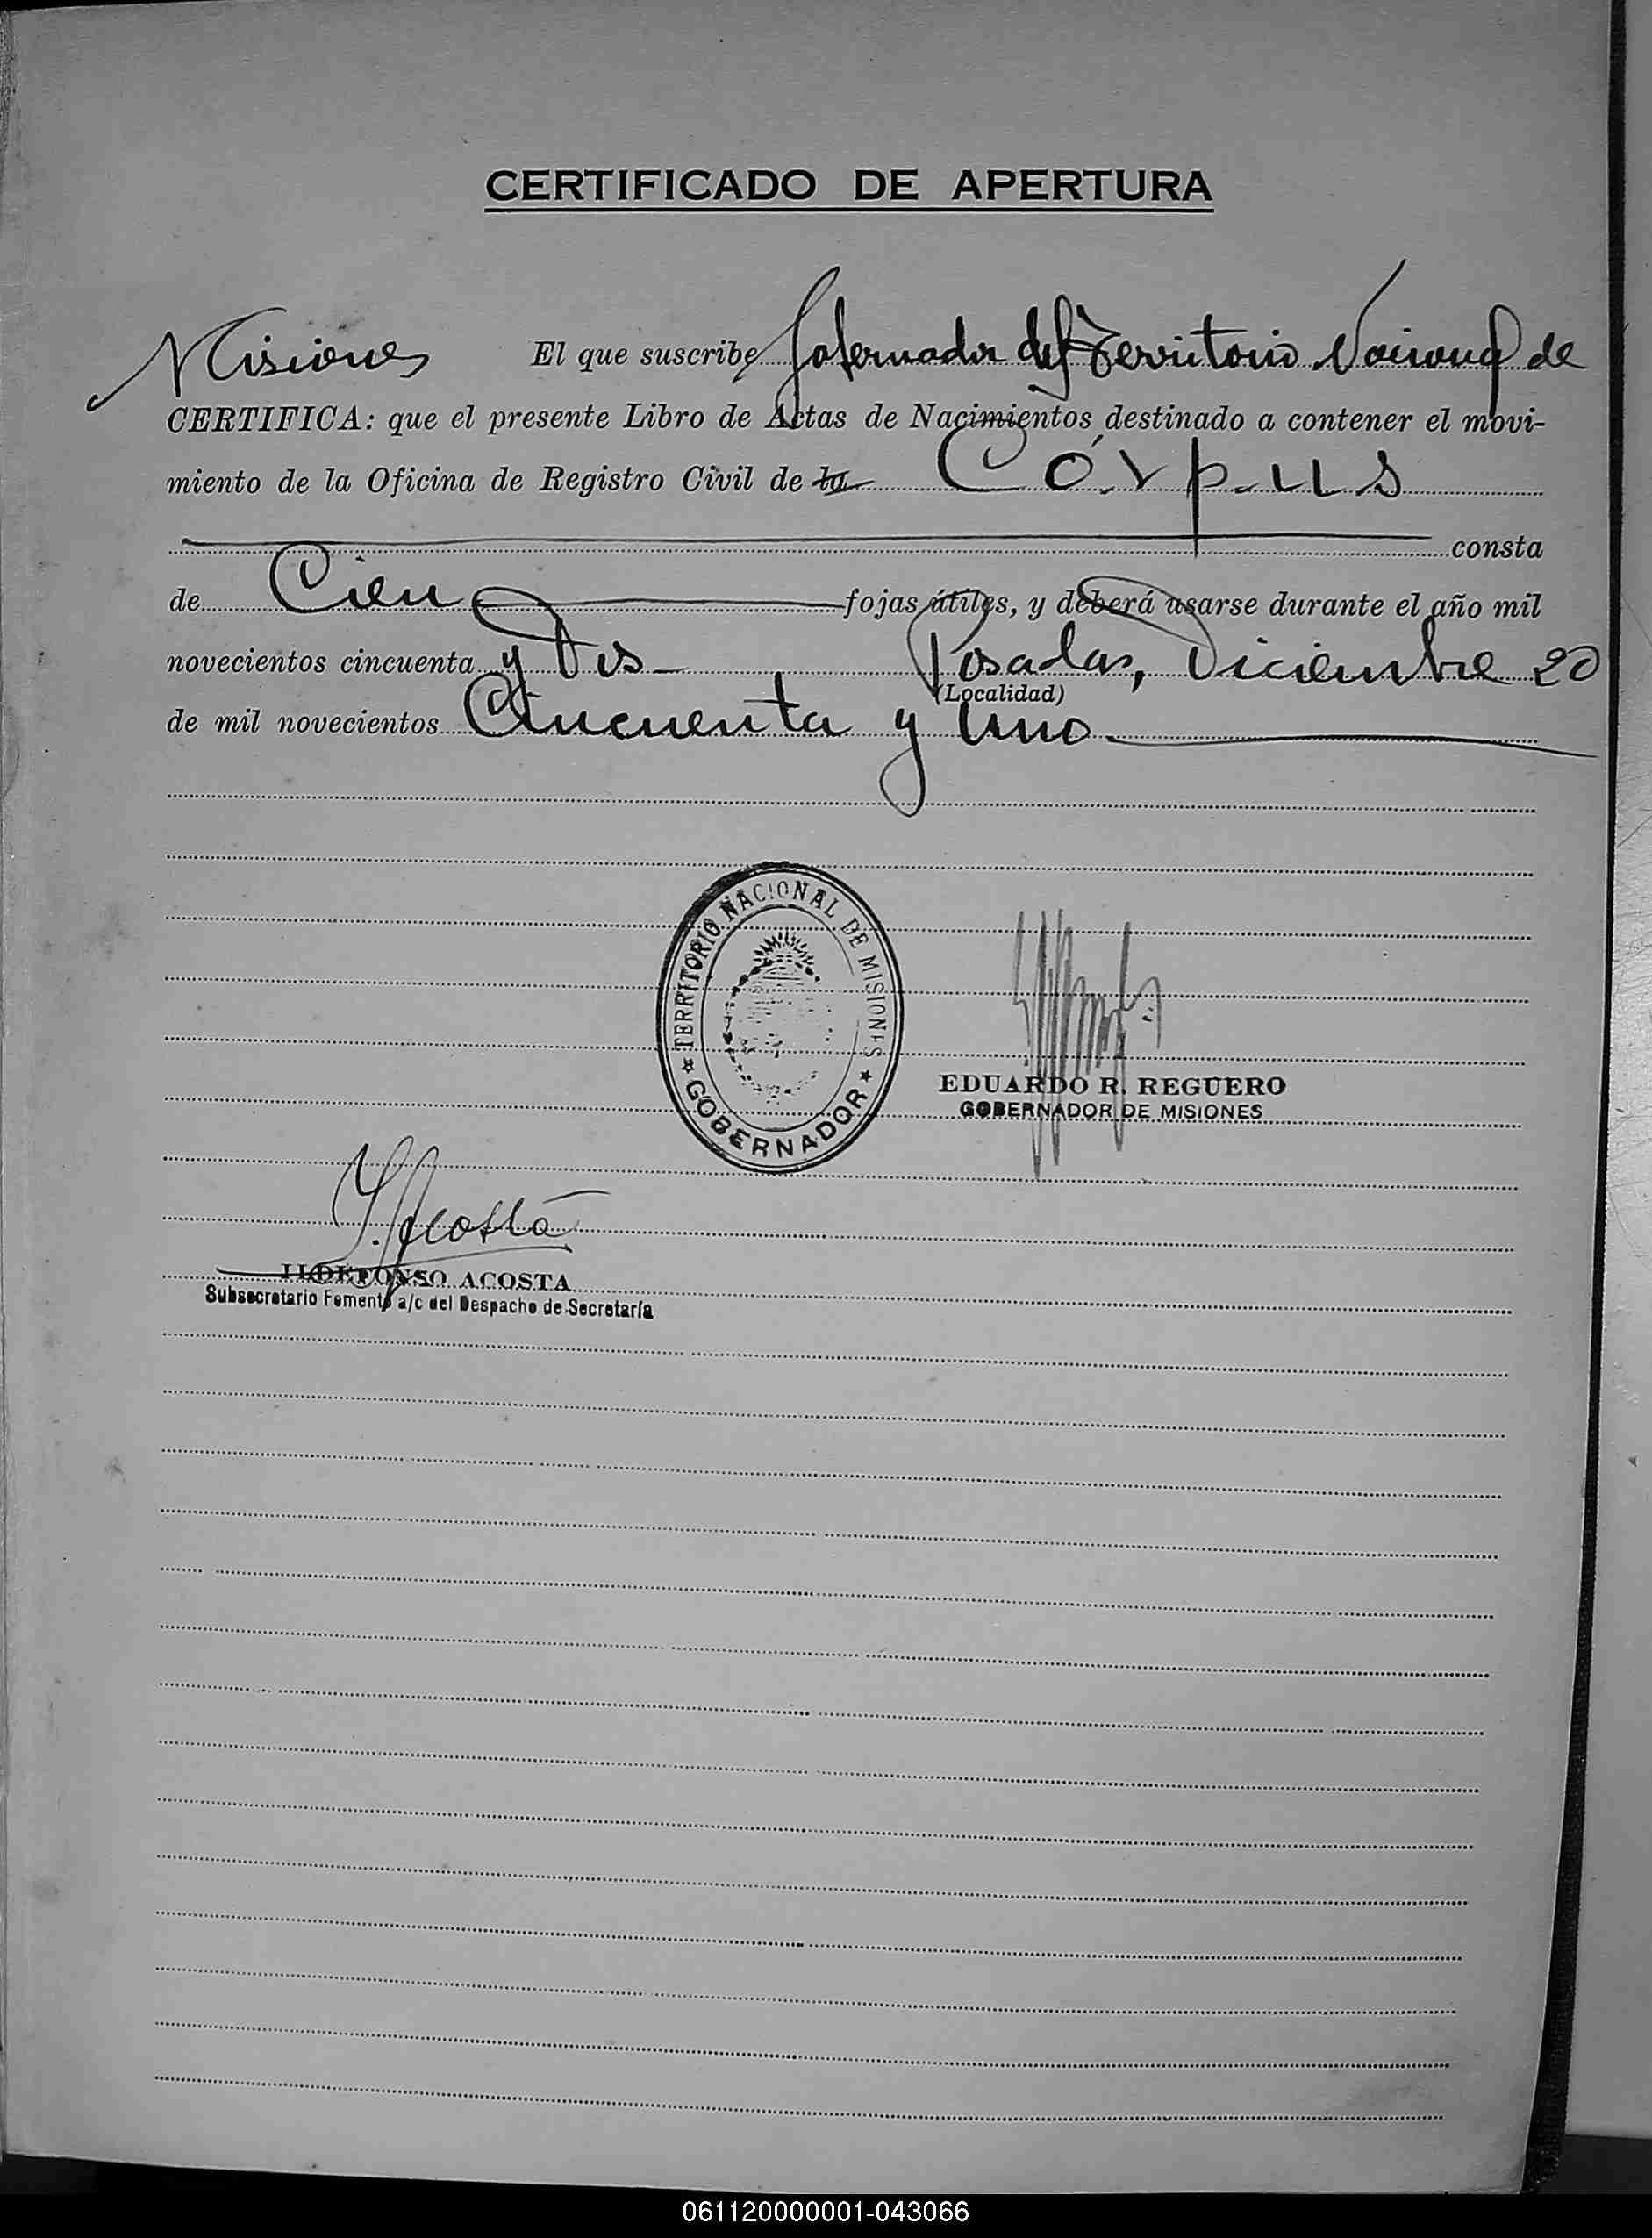 CERTIFICADO DE APERTURA
Misiones El que suscribe Gobernador del Territorio Nacional de
CERTIFICA: que el presente Libro de Actas de Nacimientos destinado a contener el movi-
miento de la Oficina de Registro Civil de la Córpus
consta
de Cien fojas útiles, y deberá usarse durante el año mil
novecientos cincuenta y Dos Posadas, Diciembre 20
(Localidad)
de mil novecientos Cincuenta y Uno
TERRITORIO NACIONAL DE MISIONES
GOBERNADOR
EDUARDO R. REGUERO
GOBERNADOR DE MISIONES
I. Acosta
ILDEFONSO ACOSTA
Subsecretario Fomento a/c del Despacho de Secretaría
061120000001-043066